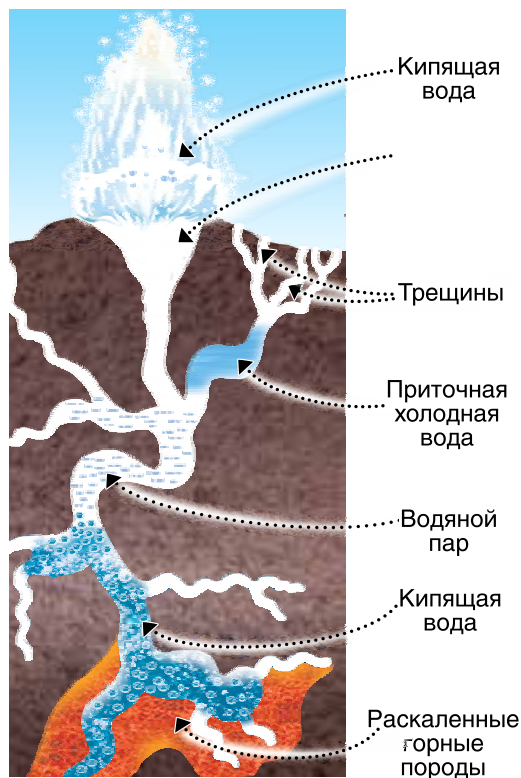 Кипящая
вода
Трещины
Приточная
холодная
вода
Водяной
пар
Кипящая
вода
Раскаленные
горные
породы